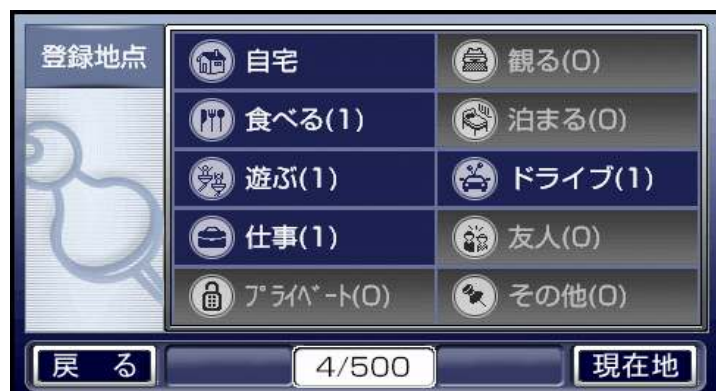 登録地点
自宅
観る(0)
食べる(1)
泊まる(0)
遊ぶ(1)
ドライブ(1)
仕事(1)
友人(0)
プライベート(0)
その他(0)
戻 る
4/500
現在地